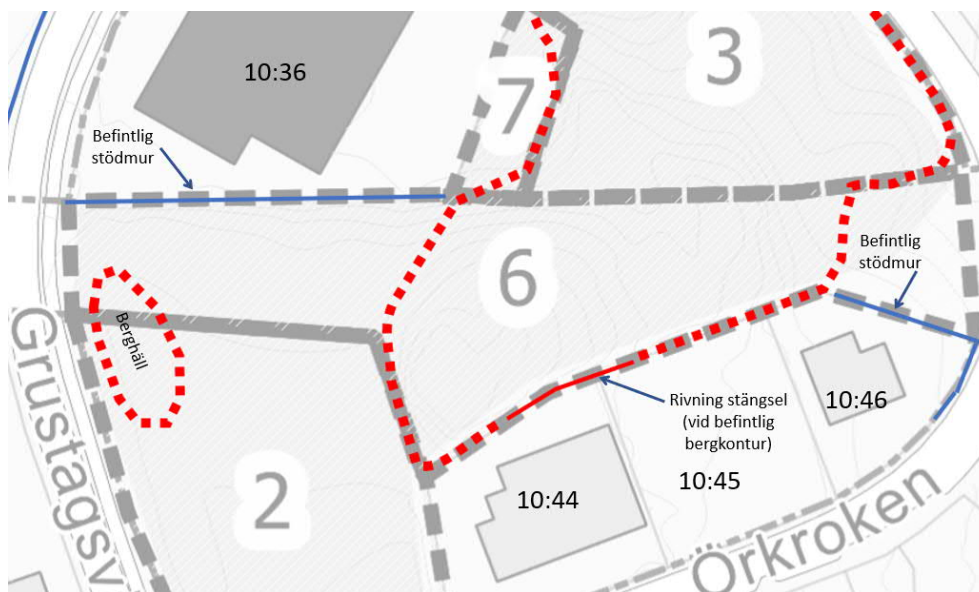 10:36
7
3
Befintlig
stödmur
6
Befintlig
stödmur
Berghäll
Grustagsv
Rivning stängsel
(vid befintlig
bergkontur)
10:46
2
10:44
10:45
Örkroken